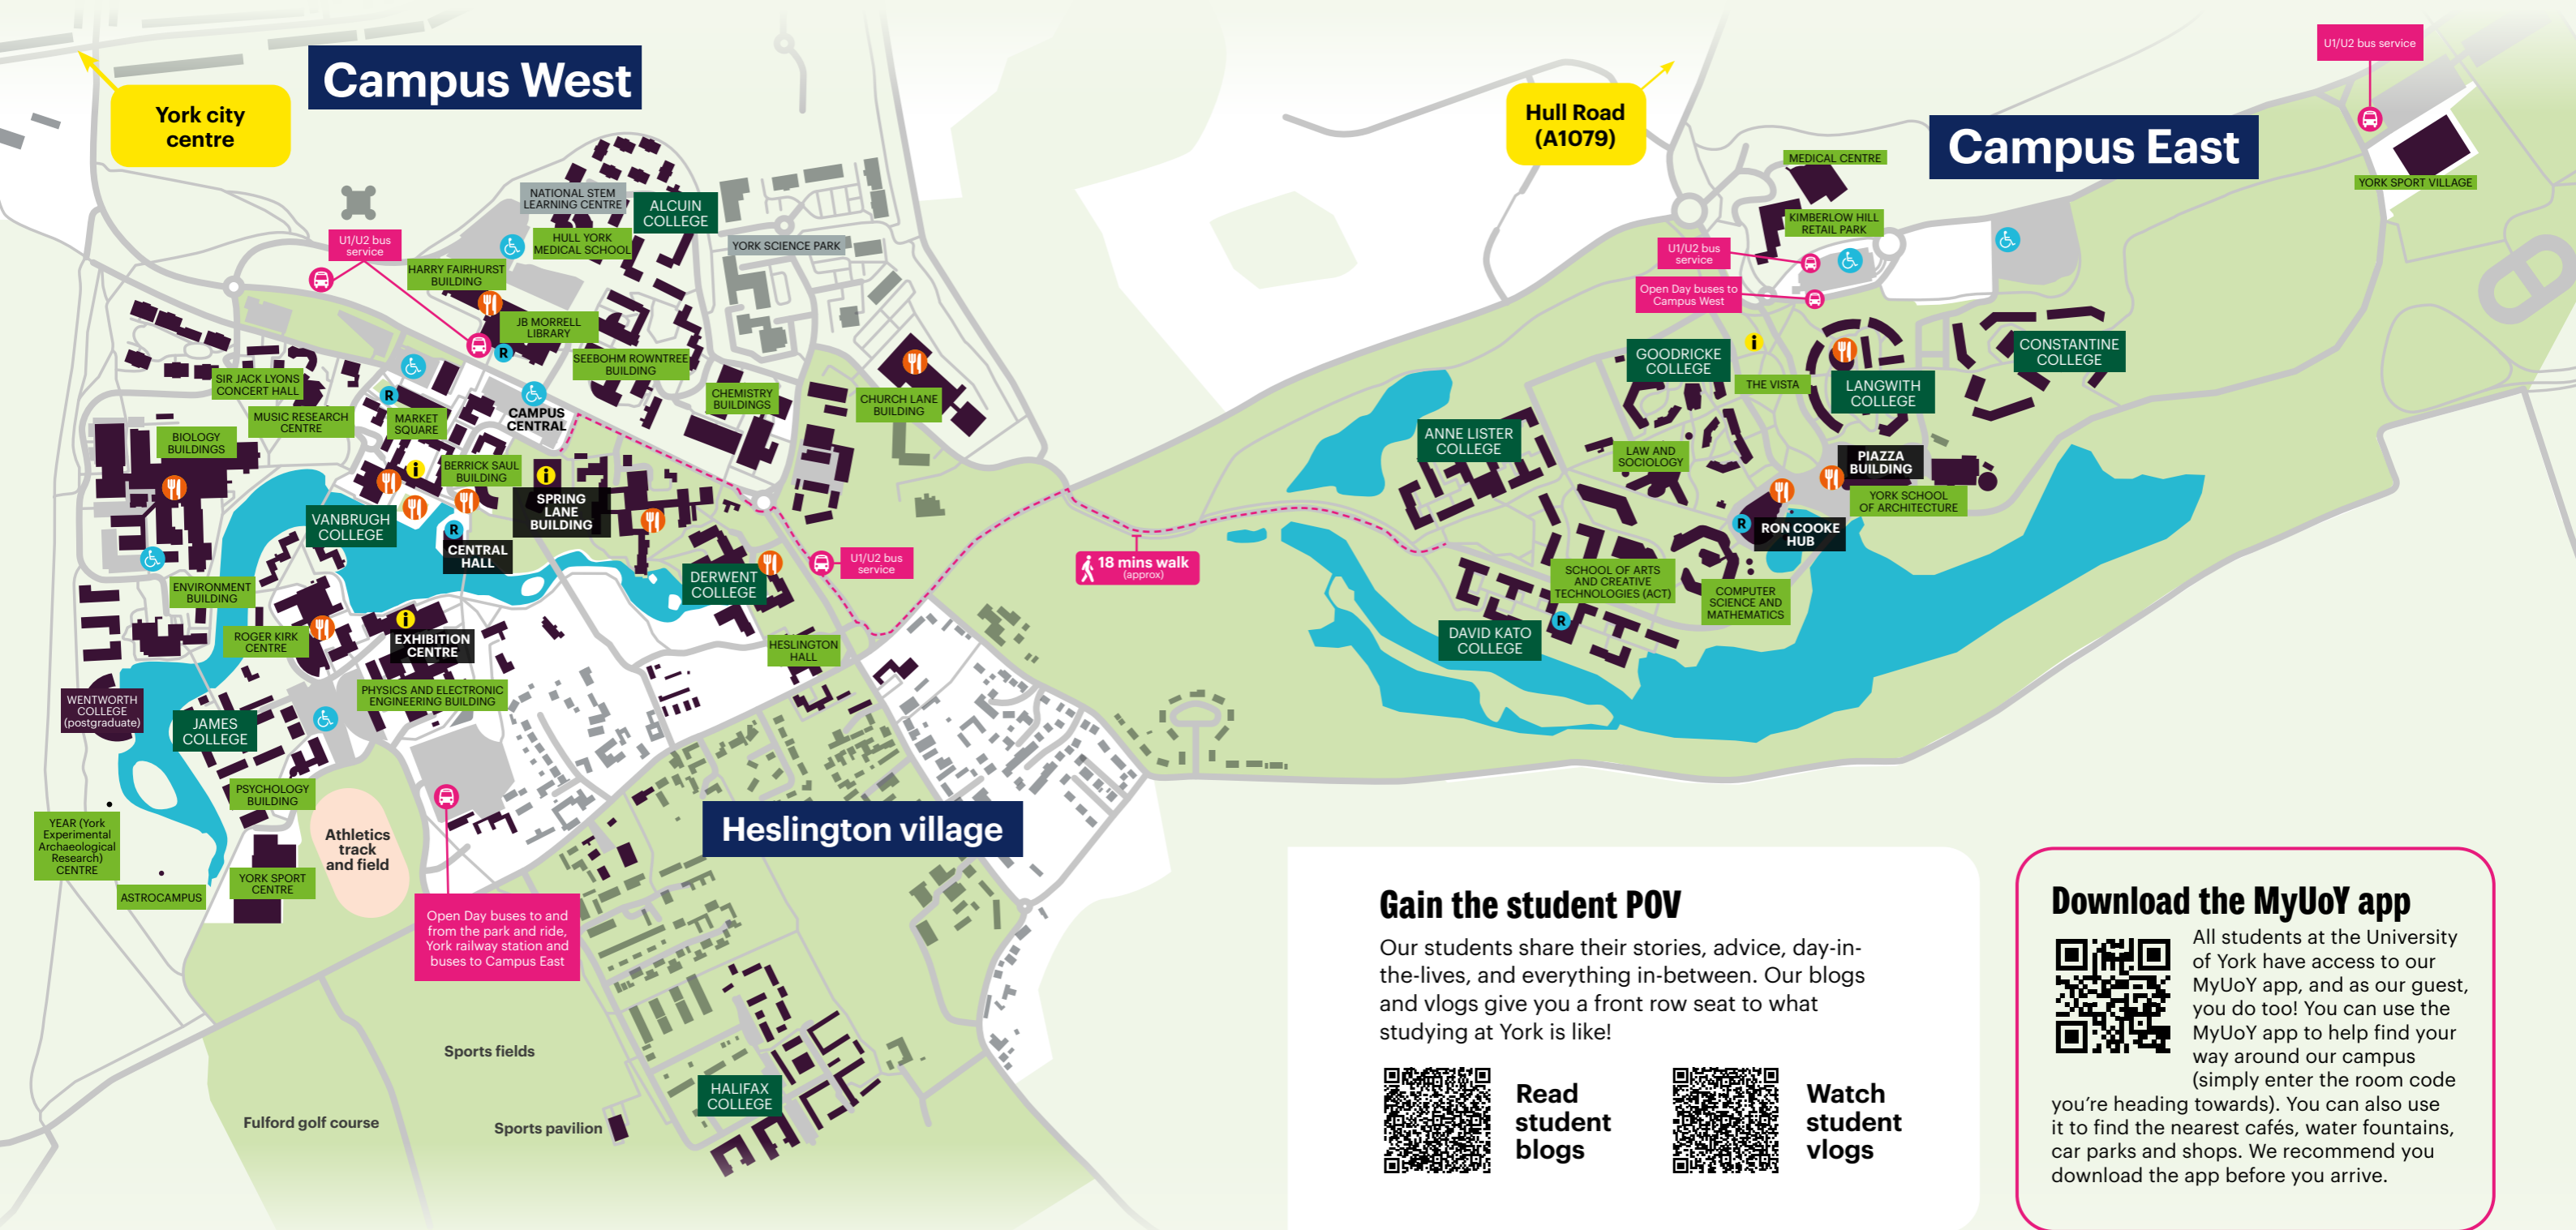 Campus West
York city
centre
U1/U2 bus
service
NATIONAL STEM
LEARNING CENTRE
ALCUIN
COLLEGE
HULL YORK
MEDICAL SCHOOL
YORK SCIENCE PARK
HARRY FAIRHURST
BUILDING
JB MORRELL
LIBRARY
R
SEEBOHM ROWNTREE
BUILDING
SIR JACK LYONS
CONCERT HALL
R
CHEMISTRY
BUILDINGS
CHURCH LANE
BUILDING
MUSIC RESEARCH
CENTRE
MARKET
SQUARE
CAMPUS
CENTRAL
BIOLOGY
BUILDINGS
i
BERRICK SAUL
BUILDING
i
SPRING
LANE
BUILDING
VANBRUGH
COLLEGE
R
CENTRAL
HALL
U1/U2 bus
service
DERWENT
COLLEGE
ENVIRONMENT
BUILDING
i
EXHIBITION
CENTRE
ROGER KIRK
CENTRE
HESLINGTON
HALL
PHYSICS AND ELECTRONIC
ENGINEERING BUILDING
WENTWORTH
COLLEGE
(postgraduate)
JAMES
COLLEGE
PSYCHOLOGY
BUILDING
YEAR (York
Experimental
Archaeological
Research)
CENTRE
Athletics
track
and field
YORK SPORT
CENTRE
ASTROCAMPUS
Open Day buses to and
from the park and ride,
York railway station and
buses to Campus East
Heslington village
Sports fields
Fulford golf course
Sports pavilion
HALIFAX
COLLEGE
18 mins walk
(approx)
Hull Road
(A1079)
Campus East
U1/U2 bus service
YORK SPORT VILLAGE
MEDICAL CENTRE
KIMBERLOW HILL
RETAIL PARK
U1/U2 bus
service
Open Day buses to
Campus West
i
GOODRICKE
COLLEGE
THE VISTA
LANGWITH
COLLEGE
CONSTANTINE
COLLEGE
ANNE LISTER
COLLEGE
LAW AND
SOCIOLOGY
PIAZZA
BUILDING
YORK SCHOOL
OF ARCHITECTURE
R
RON COOKE
HUB
SCHOOL OF ARTS
AND CREATIVE
TECHNOLOGIES (ACT)
COMPUTER
SCIENCE AND
MATHEMATICS
R
DAVID KATO
COLLEGE
Gain the student POV
Our students share their stories, advice, day-in-
the-lives, and everything in-between. Our blogs
and vlogs give you a front row seat to what
studying at York is like!
Read
student
blogs
Watch
student
vlogs
Download the MyUoY app
All students at the University
of York have access to our
MyUoY app, and as our guest,
you do too! You can use the
MyUoY app to help find your
way around our campus
(simply enter the room code
you’re heading towards). You can also use
it to find the nearest cafés, water fountains,
car parks and shops. We recommend you
download the app before you arrive.